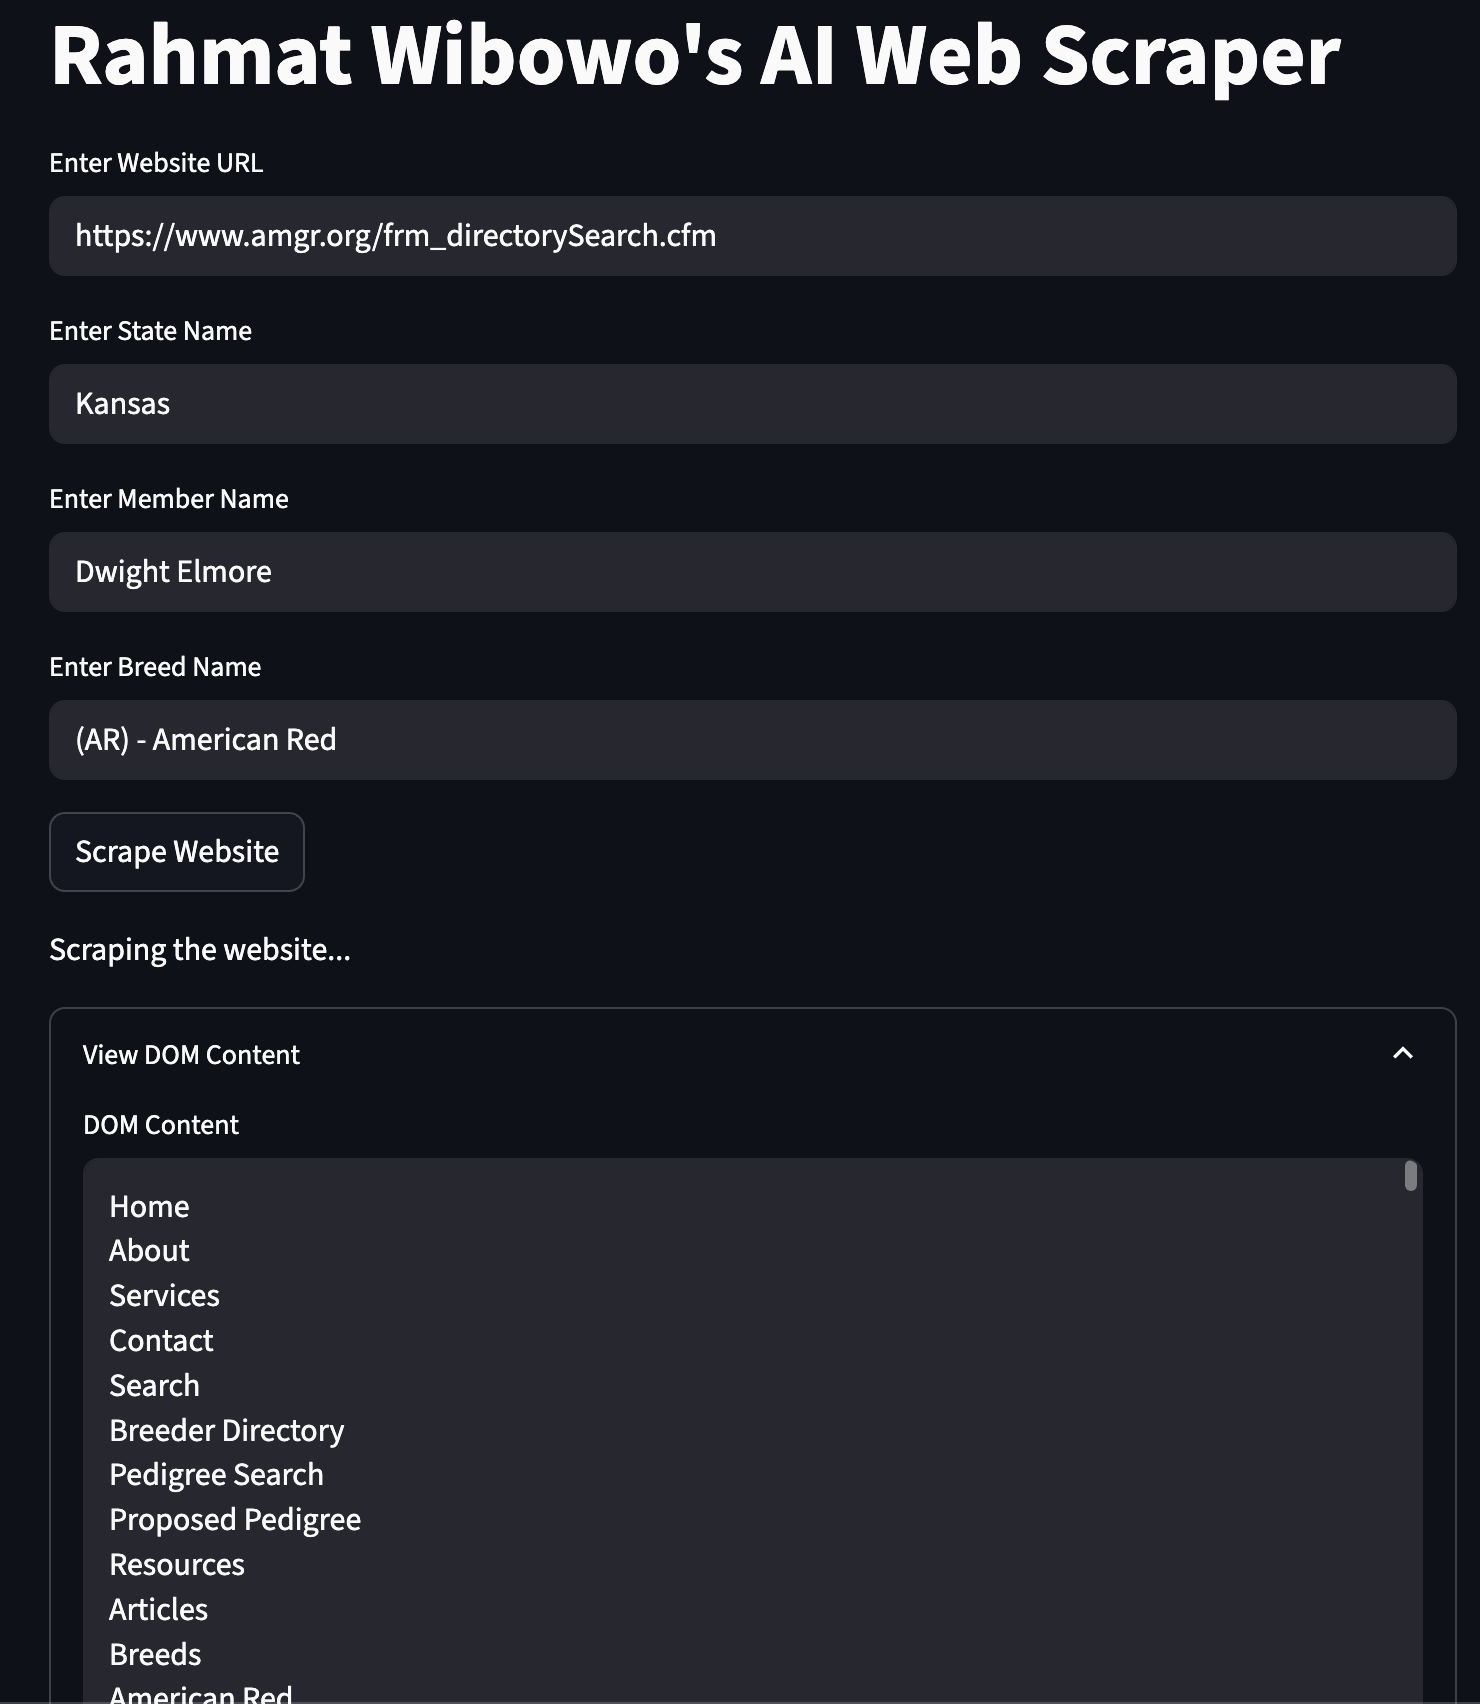 Rahmat Wibowo's AI Web Scraper
Enter Website URL
https://www.amgr.org/frm_directorySearch.cfm
Enter State Name
Kansas
Enter Member Name
Dwight Elmore
Enter Breed Name
(AR) - American Red
Scrape Website
Scraping the website...
View DOM Content
DOM Content
Home
About
Services
Contact
Search
Breeder Directory
Pedigree Search
Proposed Pedigree
Resources
Articles
Breeds
American Red